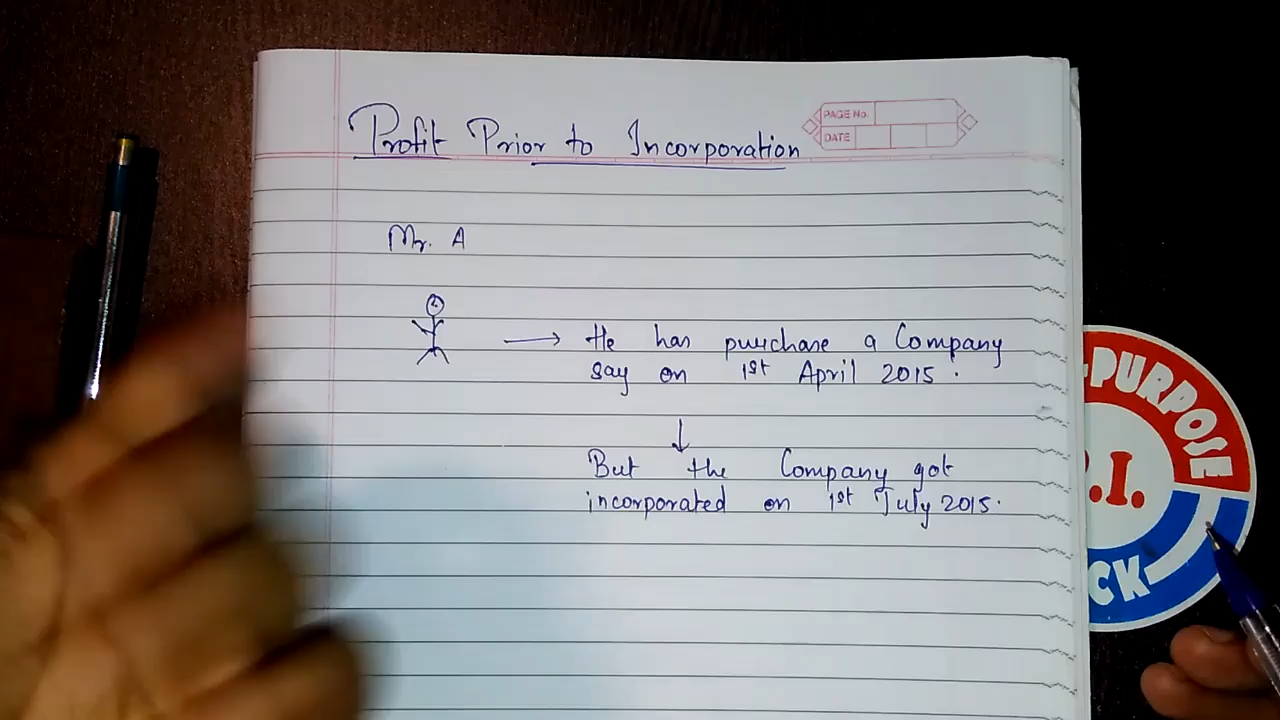 Profit Prior to Incorporation
PAGE No.
DATE
Mr. A
He has purchase a Company
say on 1st April 2015.
But the Company got
incorporated on 1st July 2015.
-PURPOSE
.I.
CK